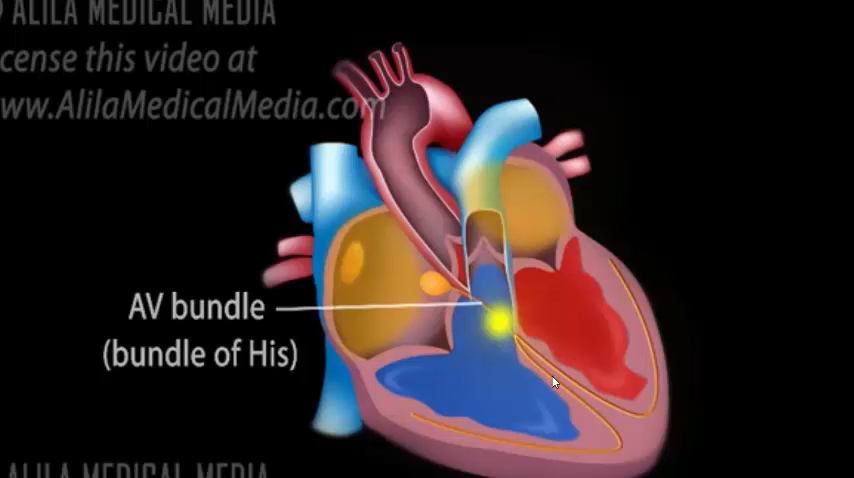 ALILA MEDICAL MEDIA
cense this video at
ww.AlilaMedicalMedia.com
AV bundle
(bundle of His)
ALILA MEDICAL MEDIA